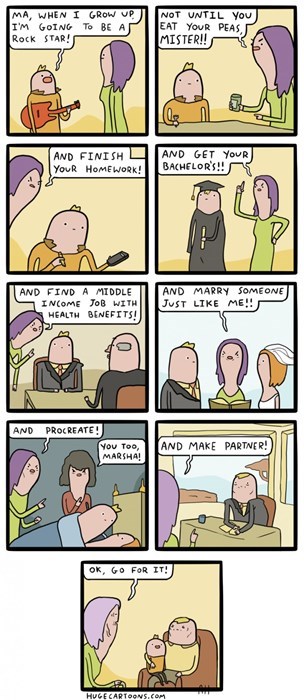 MA, WHEN I GROW UP
I'M GOING TO BE A
ROCK STAR!
NOT UNTIL YOU
EAT YOUR PEAS,
MISTER!!
AND FINISH
YOUR HOMEWORK!
AND GET YOUR
BACHELOR'S!!
AND FIND A MIDDLE
INCOME JOB WITH
HEALTH BENEFITS!
AND MARRY SOMEONE
JUST LIKE ME!!
AND PROCREATE!
YOU TOO,
MARSHA!
AND MAKE PARTNER!
OK, GO FOR IT!
HUGECARTOONS.COM